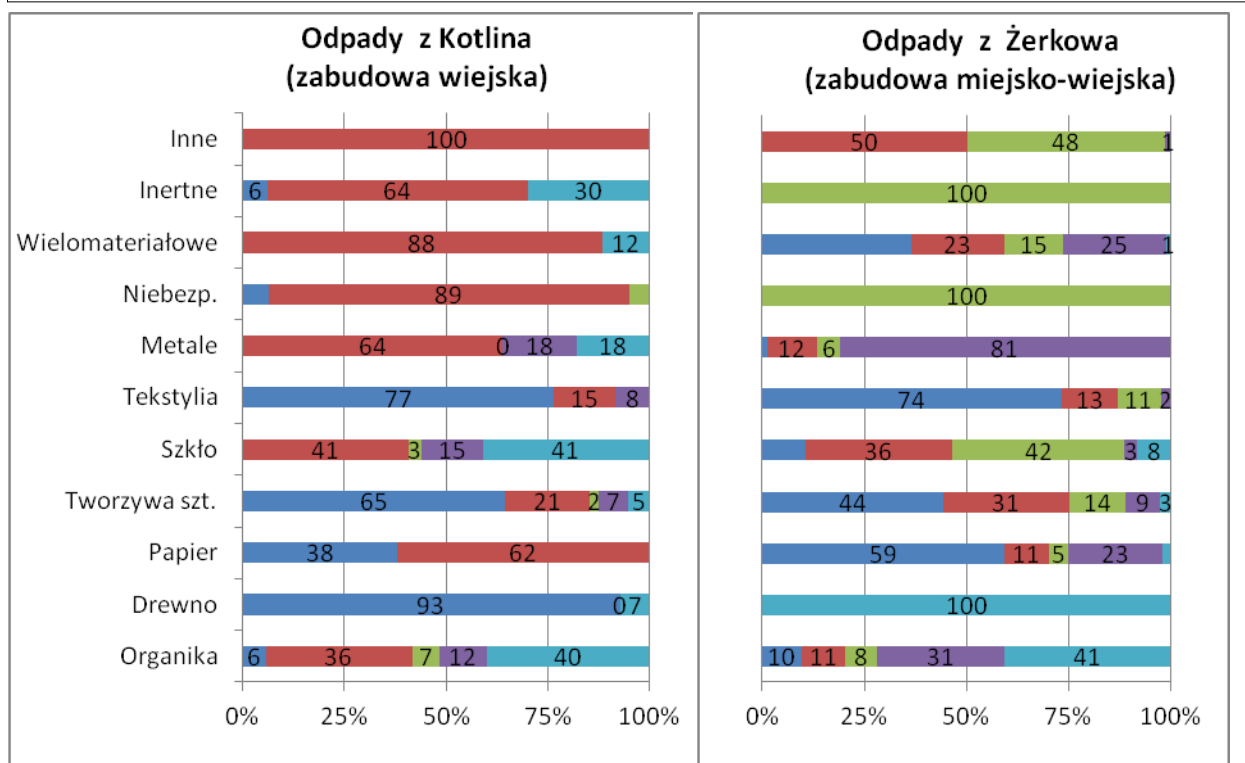 Odpady z Kotlina
(zabudowa wiejska)
Inne 100
Inertne 6 64 30
Wielomateriałowe 88 12
Niebezp. 89
Metale 64 0 18 18
Tekstylia 77 15 8
Szkło 41 3 15 41
Tworzywa szt. 65 21 2 7 5
Papier 38 62
Drewno 93 0 7
Organika 6 36 7 12 40
0% 25% 50% 75% 100%
Odpady z Żerkowa
(zabudowa miejsko-wiejska)
50 48 1
100
23 15 25 1
100
12 6 81
74 13 11 2
36 42 3 8
44 31 14 9 3
59 11 5 23
100
10 11 8 31 41
0% 25% 50% 75% 100%